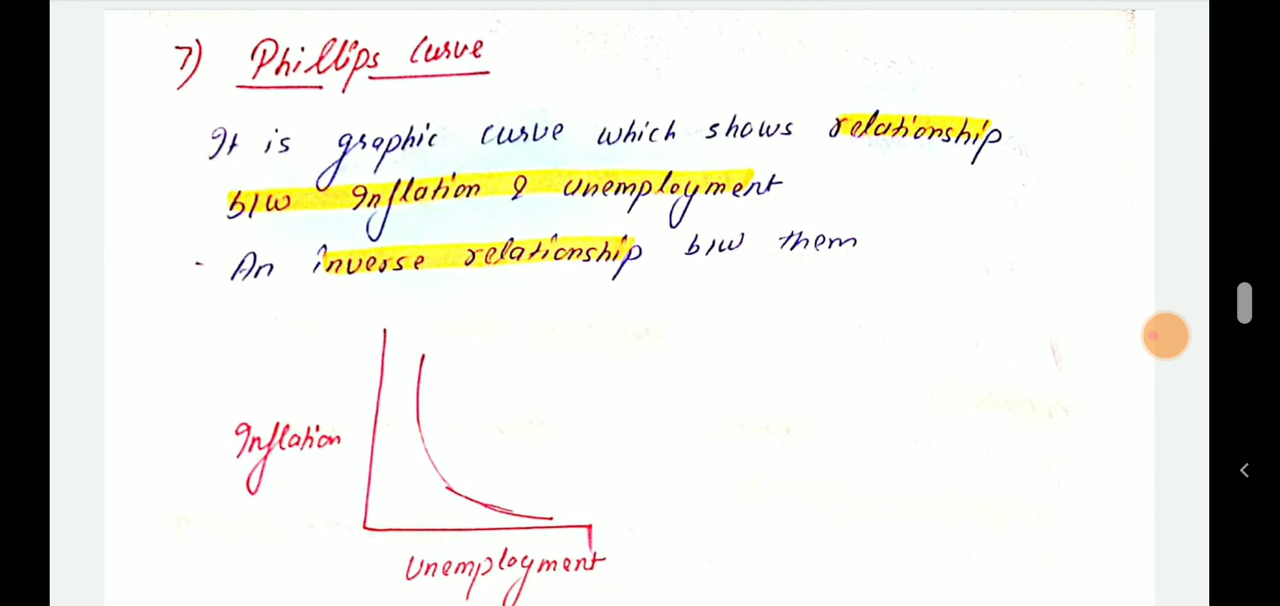 7) Phillips Curve
It is graphic curve which shows relationship
b/w Inflation & unemployment
- An inverse relationship b/w them
Inflation
Unemployment